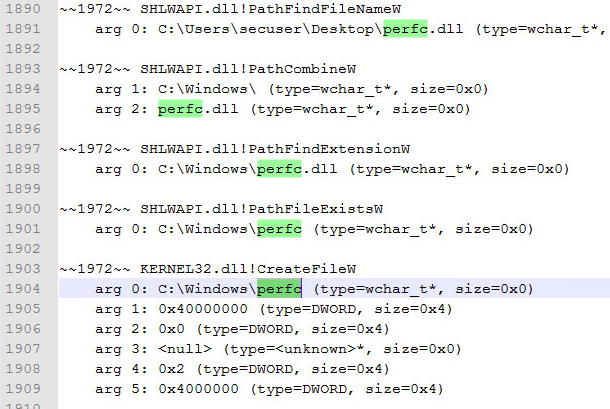 1890 ~~1972~~ SHLWAPI.dll!PathFindFileNameW
1891 arg 0: C:\Users\secuser\Desktop\perfc.dll (type=wchar_t*,
1892
1893 ~~1972~~ SHLWAPI.dll!PathCombineW
1894 arg 1: C:\Windows\ (type=wchar_t*, size=0x0)
1895 arg 2: perfc.dll (type=wchar_t*, size=0x0)
1896
1897 ~~1972~~ SHLWAPI.dll!PathFindExtensionW
1898 arg 0: C:\Windows\perfc.dll (type=wchar_t*, size=0x0)
1899
1900 ~~1972~~ SHLWAPI.dll!PathFileExistsW
1901 arg 0: C:\Windows\perfc (type=wchar_t*, size=0x0)
1902
1903 ~~1972~~ KERNEL32.dll!CreateFileW
1904 arg 0: C:\Windows\perfc (type=wchar_t*, size=0x0)
1905 arg 1: 0x40000000 (type=DWORD, size=0x4)
1906 arg 2: 0x0 (type=DWORD, size=0x4)
1907 arg 3: <null> (type=<unknown>*, size=0x0)
1908 arg 4: 0x2 (type=DWORD, size=0x4)
1909 arg 5: 0x4000000 (type=DWORD, size=0x4)
1910